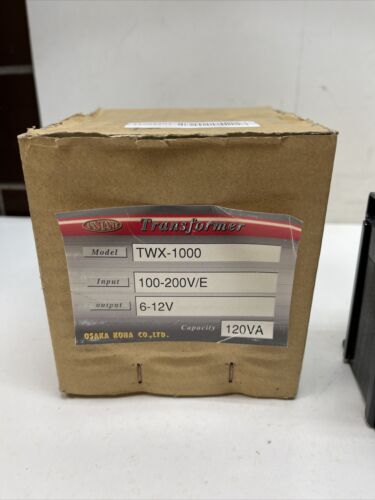 Transformer
Model TWX-1000
Input 100-200V/E
output 6-12V
Capacity 120VA
OSAKA KOHA CO.,LTD.